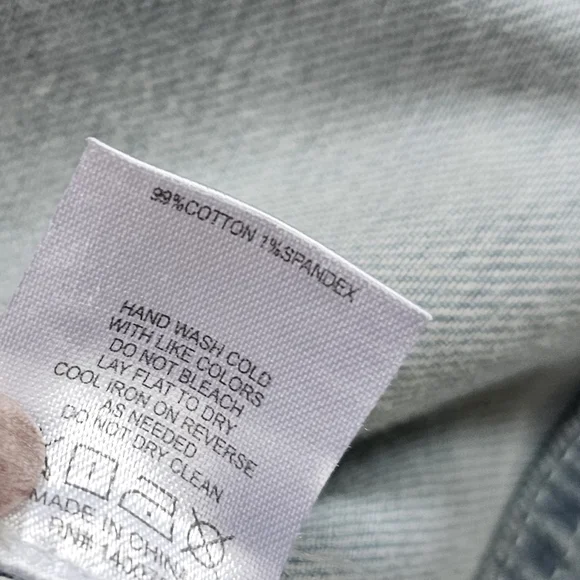 99%COTTON 1%SPANDEX
HAND WASH COLD
WITH LIKE COLORS
DO NOT BLEACH
LAY FLAT TO DRY
COOL IRON ON REVERSE
AS NEEDED
DO NOT DRY CLEAN
MADE IN CHINA
RN#